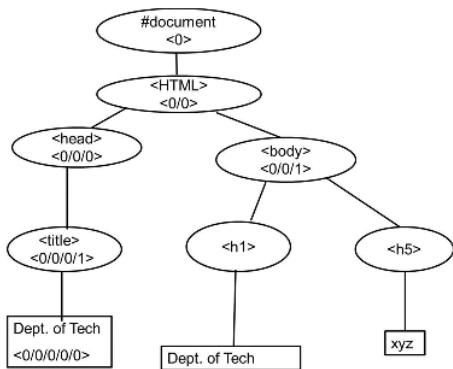 #document
<0>
<HTML>
<0/0>
<head>
<0/0/0>
<body>
<0/0/1>
<title>
<0/0/0/1>
<h1>
<h5>
Dept. of Tech
<0/0/0/0/0>
Dept. of Tech
xyz